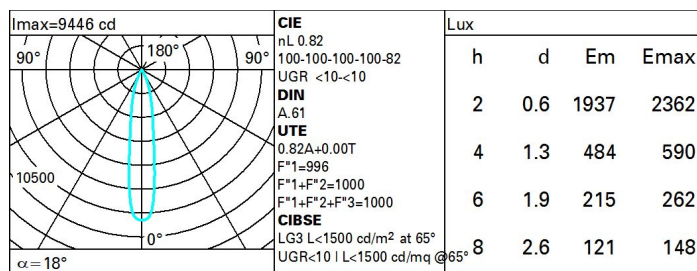 Imax=9446 cd
180°
90°
90°
10500
0°
α=18°
CIE
nL 0.82
100-100-100-100-82
UGR <10-<10
DIN
A.61
UTE
0.82A+0.00T
F"1=996
F"1+F"2=1000
F"1+F"2+F"3=1000
CIBSE
LG3 L<1500 cd/m² at 65°
UGR<10 | L<1500 cd/mq @65°
Lux
h d Em Emax
2 0.6 1937 2362
4 1.3 484 590
6 1.9 215 262
8 2.6 121 148